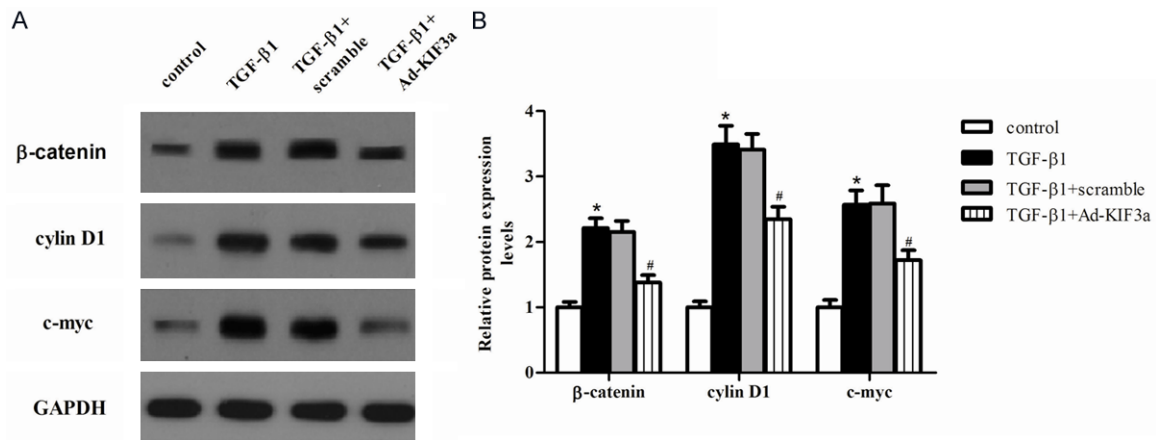 A
control
TGF-β1
TGF-β1+
scramble
TGF-β1+
Ad-KIF3a
β-catenin
cylin D1
c-myc
GAPDH
B
Relative protein expression
levels
4
3
2
1
0
*
#
*
#
*
#
β-catenin
cylin D1
c-myc
control
TGF-β1
TGF-β1+scramble
TGF-β1+Ad-KIF3a